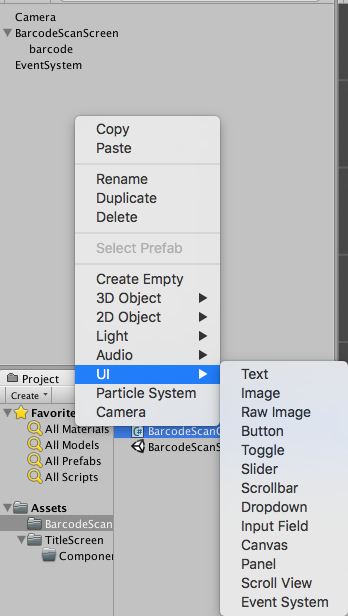 Camera
BarcodeScanScreen
barcode
EventSystem
Copy
Paste
Rename
Duplicate
Delete
Select Prefab
Create Empty
3D Object
2D Object
Light
Audio
UI
Particle System
Camera
Text
Image
Raw Image
Button
Toggle
Slider
Scrollbar
Dropdown
Input Field
Canvas
Panel
Scroll View
Event System
Project
Create
Favorite
All Materials
All Models
All Prefabs
All Scripts
Assets
BarcodeScan
TitleScreen
Componen
BarcodeScanC
BarcodeScanS